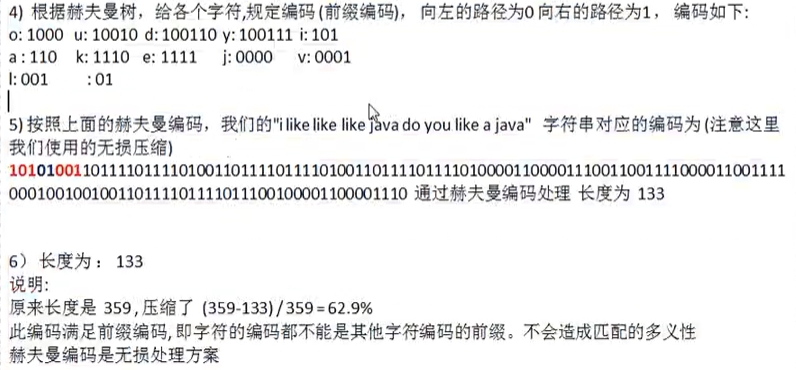 4) 根据赫夫曼树，给各个字符,规定编码 (前缀编码)， 向左的路径为0 向右的路径为1 ， 编码如下:
o: 1000 u: 10010 d: 100110 y: 100111 i: 101
a : 110 k: 1110 e: 1111 j: 0000 v: 0001
l: 001 : 01
5) 按照上面的赫夫曼编码，我们的"i like like like java do you like a java" 字符串对应的编码为 (注意这里
我们使用的无损压缩)
1010100110111101111010011011110111101001101111011110100001100001110011001111000011001111
000100100100110111101111011100100001100001110 通过赫夫曼编码处理 长度为 133
6） 长度为 ： 133
说明:
原来长度是 359 , 压缩了 (359-133) / 359 = 62.9%
此编码满足前缀编码, 即字符的编码都不能是其他字符编码的前缀。不会造成匹配的多义性
赫夫曼编码是无损处理方案